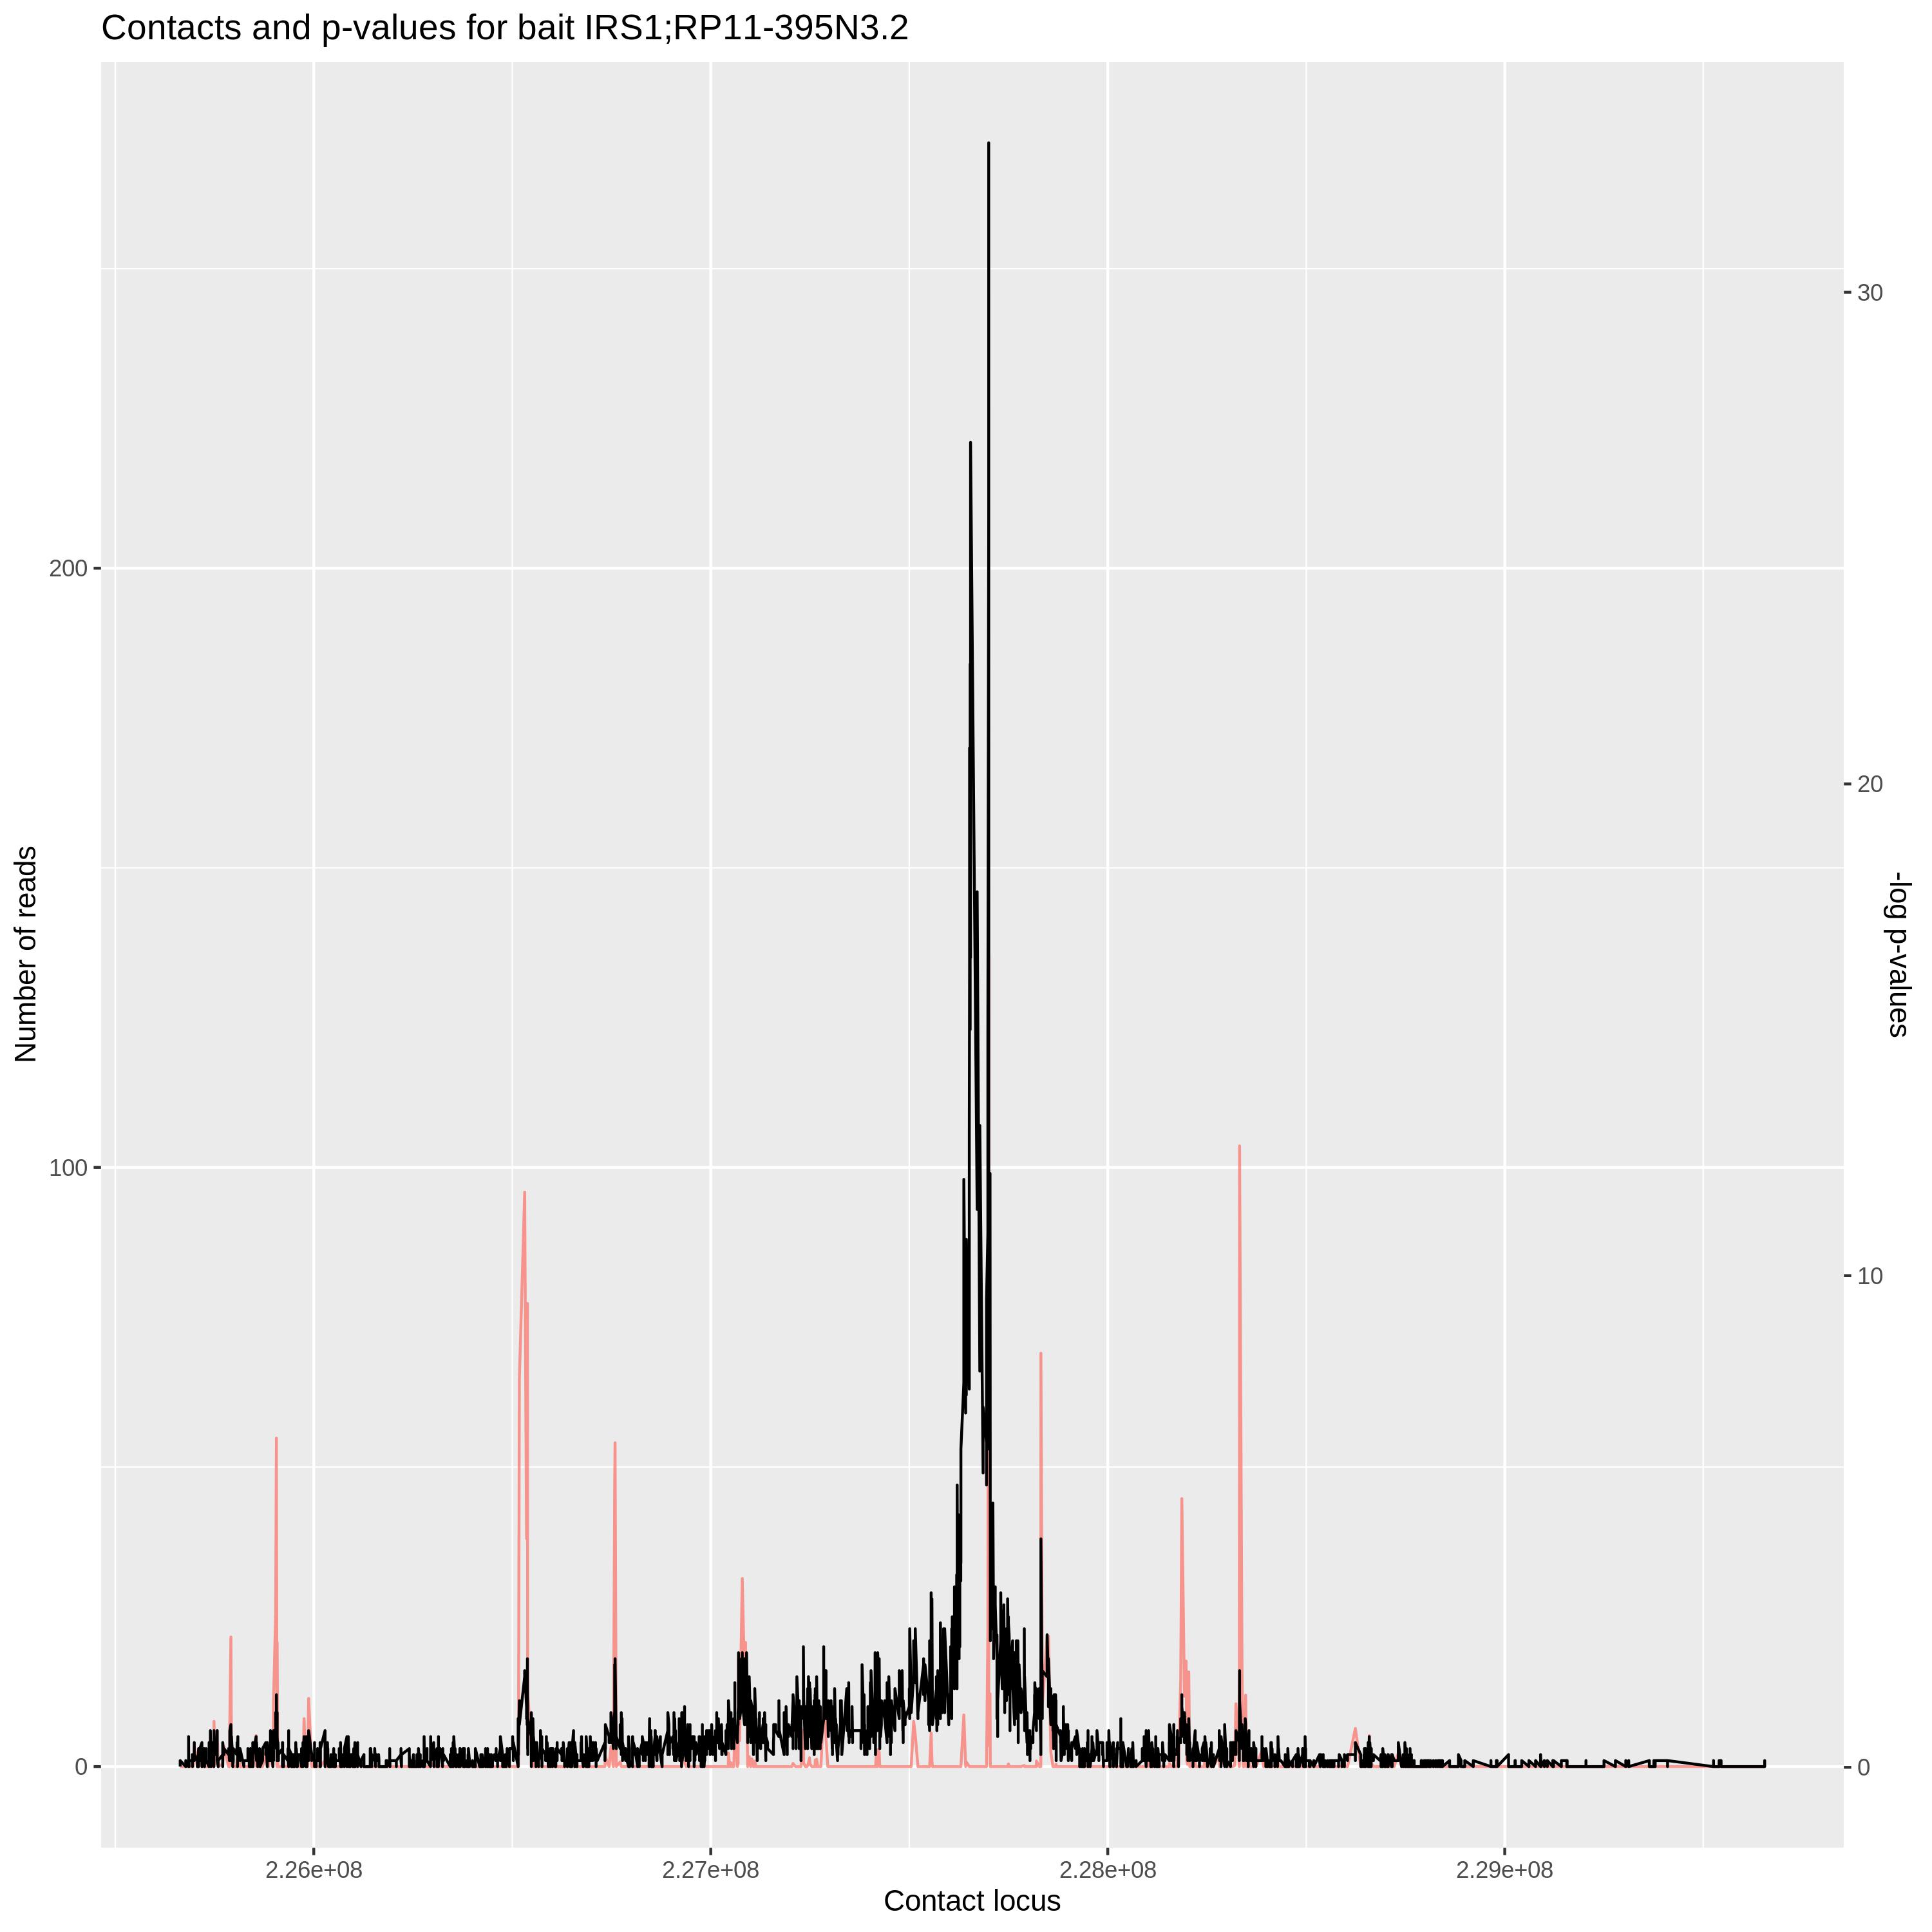 Contacts and p-values for bait IRS1;RP11-395N3.2
Number of reads
200
100
0
30
20
10
0
-log p-values
2.26e+08 2.27e+08 2.28e+08 2.29e+08
Contact locus